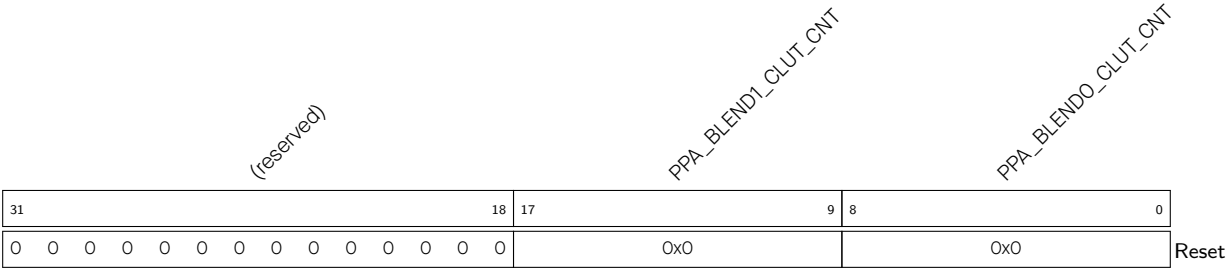 (reserved)
PPA_BLEND1_CLUT_CNT
PPA_BLEND0_CLUT_CNT
31 18 17 9 8 0
0 0 0 0 0 0 0 0 0 0 0 0 0 0 0x0 0x0 Reset